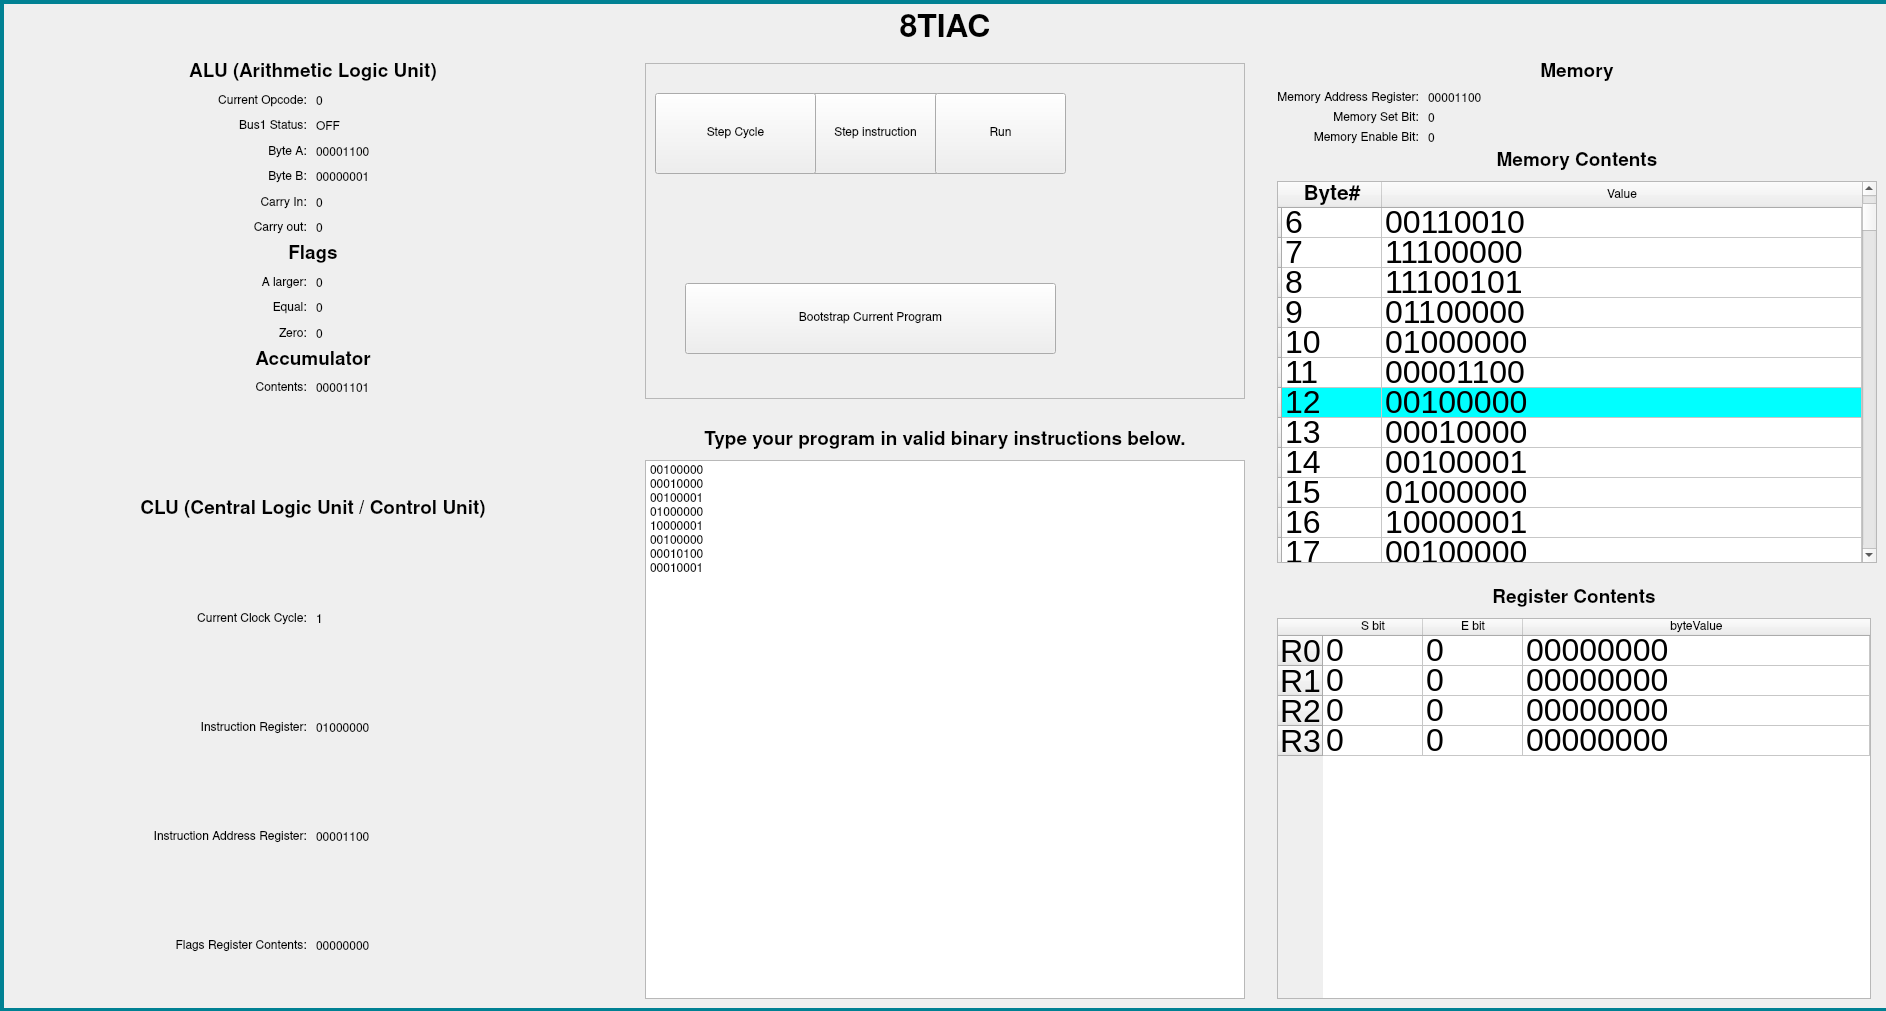 8TIAC
ALU (Arithmetic Logic Unit)
Current Opcode: 0
Bus1 Status: OFF
Byte A: 00001100
Byte B: 00000001
Carry In: 0
Carry out: 0
Flags
A larger: 0
Equal: 0
Zero: 0
Accumulator
Contents: 00001101
CLU (Central Logic Unit / Control Unit)
Current Clock Cycle: 1
Instruction Register: 01000000
Instruction Address Register: 00001100
Flags Register Contents: 00000000
Step Cycle
Step instruction
Run
Bootstrap Current Program
Type your program in valid binary instructions below.
00100000
00010000
00100001
01000000
10000001
00100000
00010100
00010001
Memory
Memory Address Register: 00001100
Memory Set Bit: 0
Memory Enable Bit: 0
Memory Contents
Byte# Value
6 00110010
7 11100000
8 11100101
9 01100000
10 01000000
11 00001100
12 00100000
13 00010000
14 00100001
15 01000000
16 10000001
17 00100000
Register Contents
S bit E bit byteValue
R0 0 0 00000000
R1 0 0 00000000
R2 0 0 00000000
R3 0 0 00000000